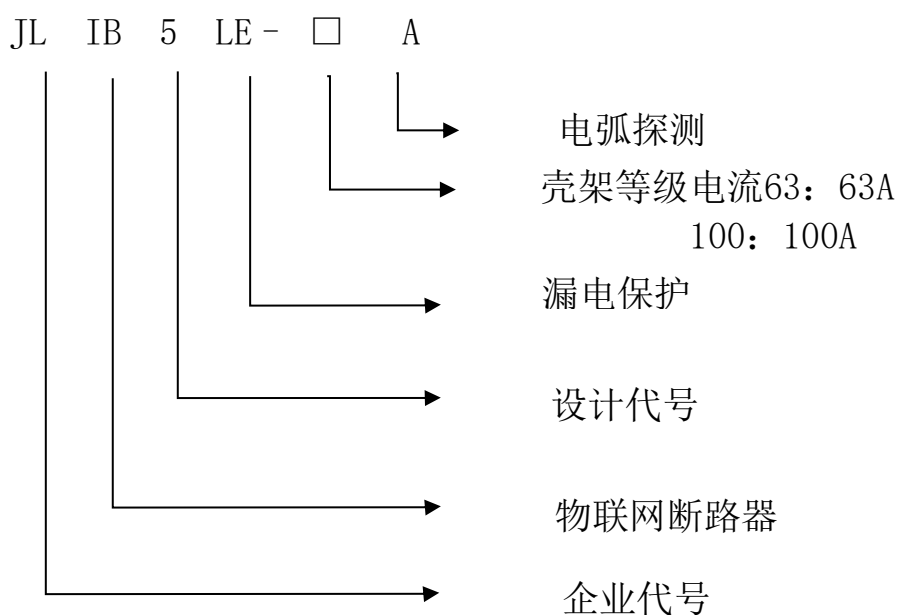 JL IB 5 LE- □ A
电弧探测
壳架等级电流63：63A
100：100A
漏电保护
设计代号
物联网断路器
企业代号